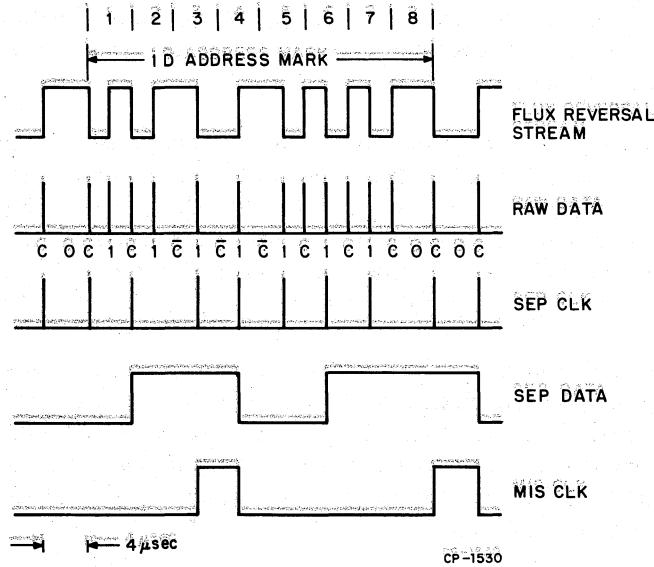 1 2 3 4 5 6 7 8
ID ADDRESS MARK
FLUX REVERSAL
STREAM
RAW DATA
C 0 C 1 C 1 C̅ 1 C̅ 1 C̅ 1 C 1 C 1 C 0 C 0 C
SEP CLK
SEP DATA
MIS CLK
4 μsec
CP-1530